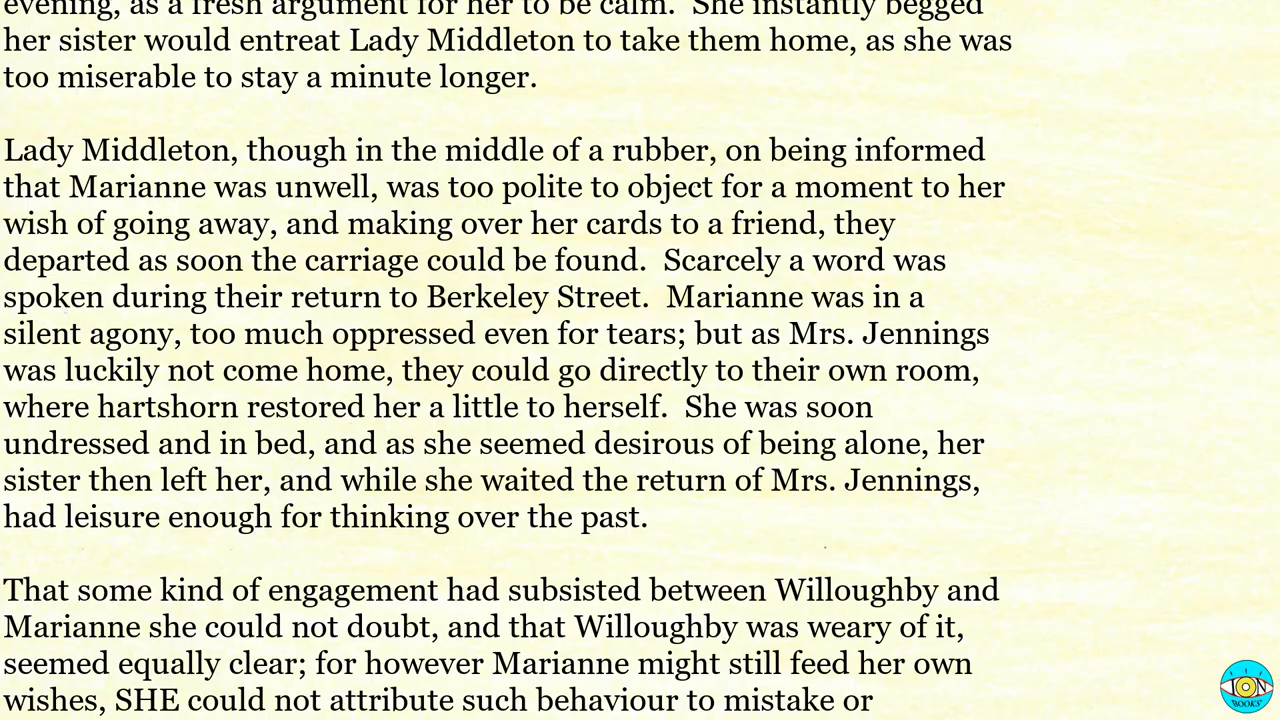 evening, as a fresh argument for her to be calm.  She instantly begged
her sister would entreat Lady Middleton to take them home, as she was
too miserable to stay a minute longer.
Lady Middleton, though in the middle of a rubber, on being informed
that Marianne was unwell, was too polite to object for a moment to her
wish of going away, and making over her cards to a friend, they
departed as soon the carriage could be found.  Scarcely a word was
spoken during their return to Berkeley Street.  Marianne was in a
silent agony, too much oppressed even for tears; but as Mrs. Jennings
was luckily not come home, they could go directly to their own room,
where hartshorn restored her a little to herself.  She was soon
undressed and in bed, and as she seemed desirous of being alone, her
sister then left her, and while she waited the return of Mrs. Jennings,
had leisure enough for thinking over the past.
That some kind of engagement had subsisted between Willoughby and
Marianne she could not doubt, and that Willoughby was weary of it,
seemed equally clear; for however Marianne might still feed her own
wishes, SHE could not attribute such behaviour to mistake or
ION
BOOKS